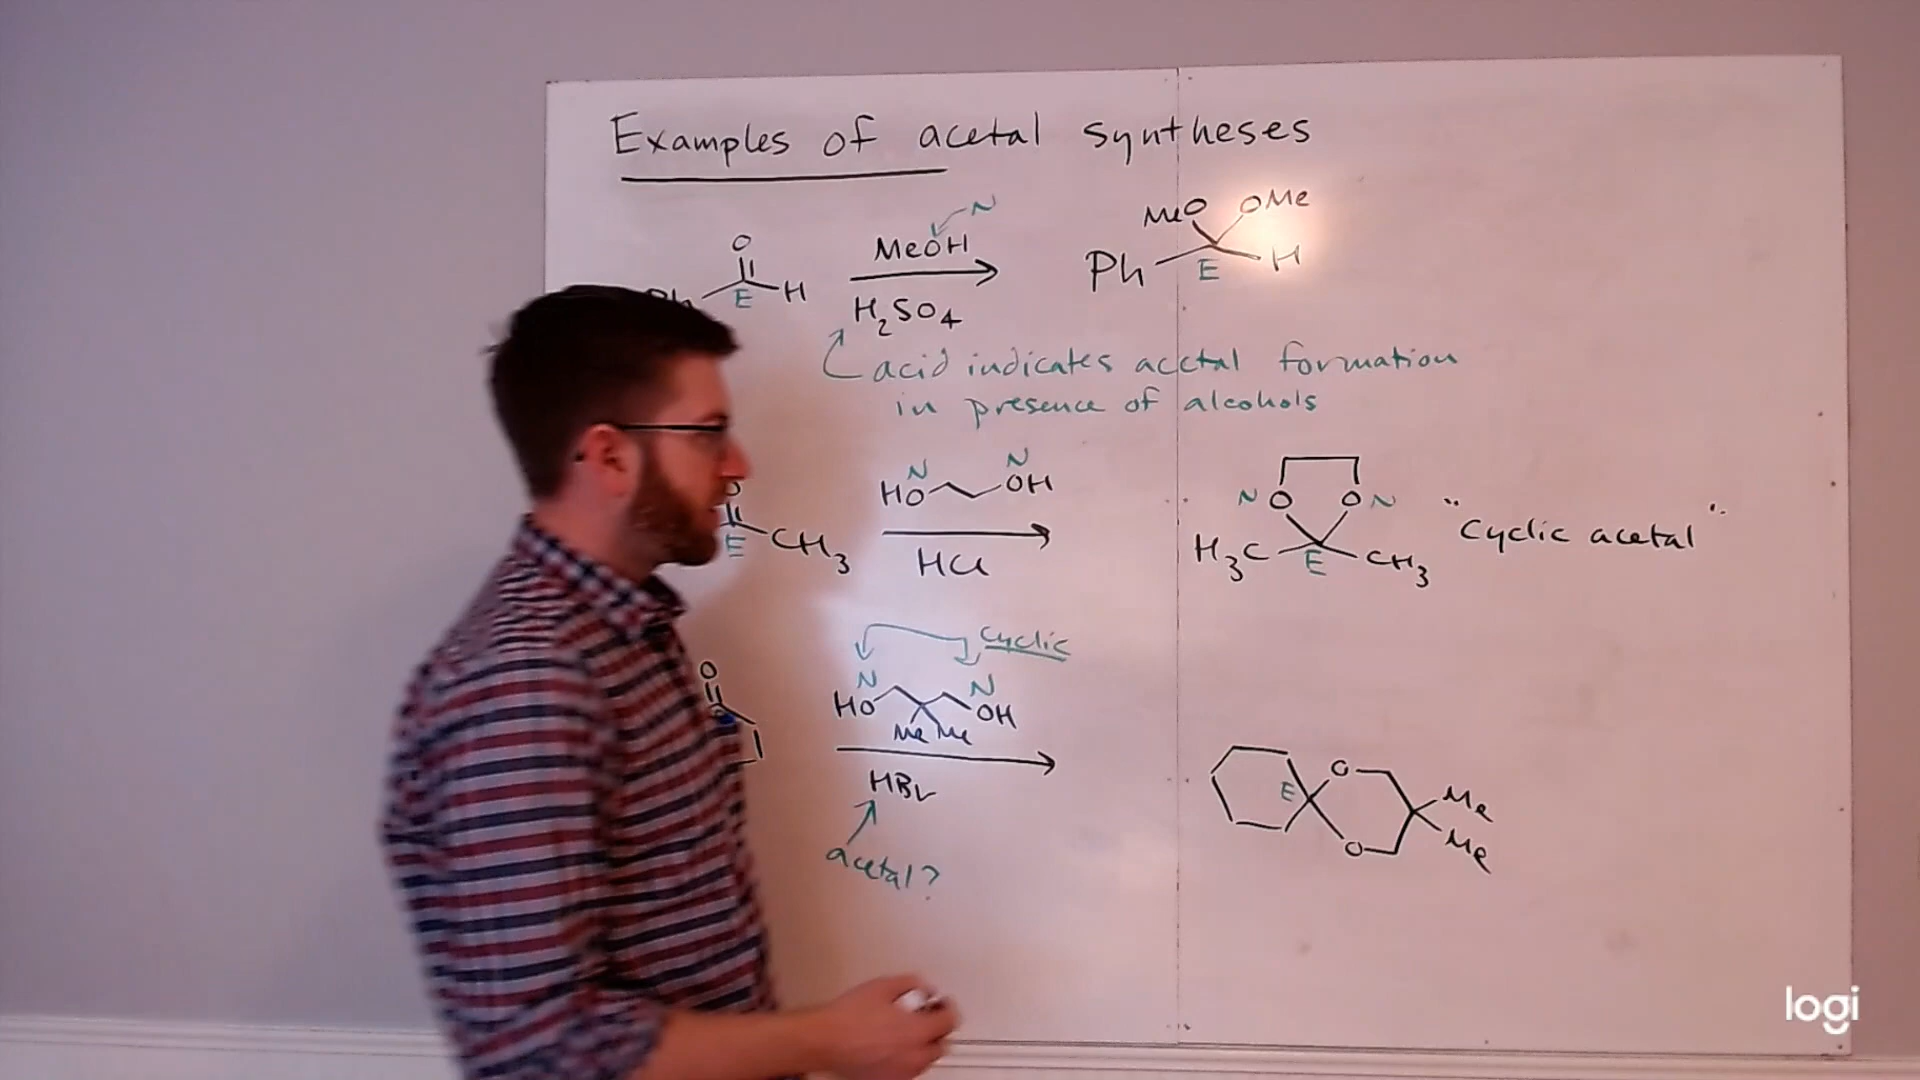 Examples of acetal syntheses
N
MeOH
H2SO4
O
E
H
Ph
MeO OMe
Ph E H
acid indicates acetal formation
in presence of alcohols
O
E CH3
N N
HO OH
HCl
N O O N
H3C E CH3
"Cyclic acetal"
O
cyclic
N N
HO OH
Me Me
HBr
acetal?
E
O
O
Me
Me
logi